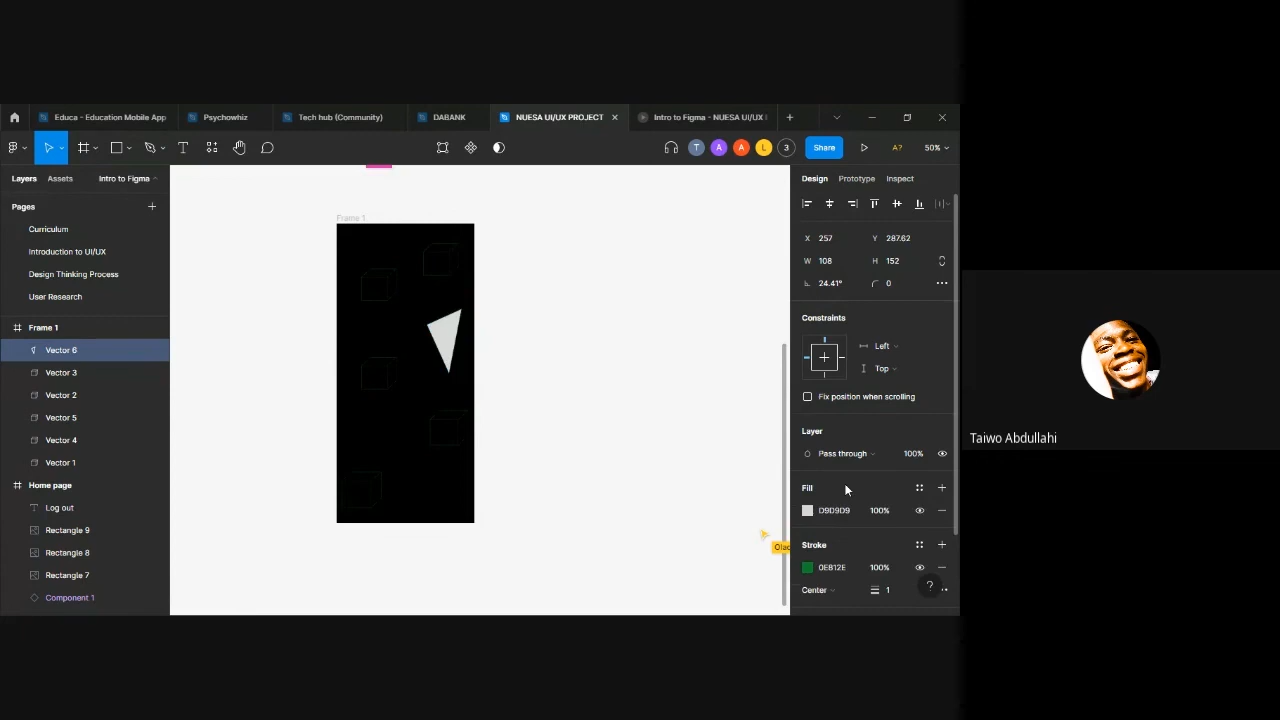 Educa - Education Mobile App
Psychowhiz
Tech hub (Community)
DABANK
NUESA UI/UX PROJECT
Intro to Figma - NUESA UI/UX
T A A L 3
Share
A?
50%
Layers
Assets
Intro to Figma
Pages
Curriculum
Introduction to UI/UX
Design Thinking Process
User Research
Frame 1
Vector 6
Vector 3
Vector 2
Vector 5
Vector 4
Vector 1
Home page
Log out
Rectangle 9
Rectangle 8
Rectangle 7
Component 1
Frame 1
Design
Prototype
Inspect
X 257
Y 287.62
W 108
H 152
24.41°
0
Constraints
Left
Top
Fix position when scrolling
Layer
Pass through
100%
Fill
D9D9D9
100%
Stroke
0E812E
100%
Center
1
?
Taiwo Abdullahi